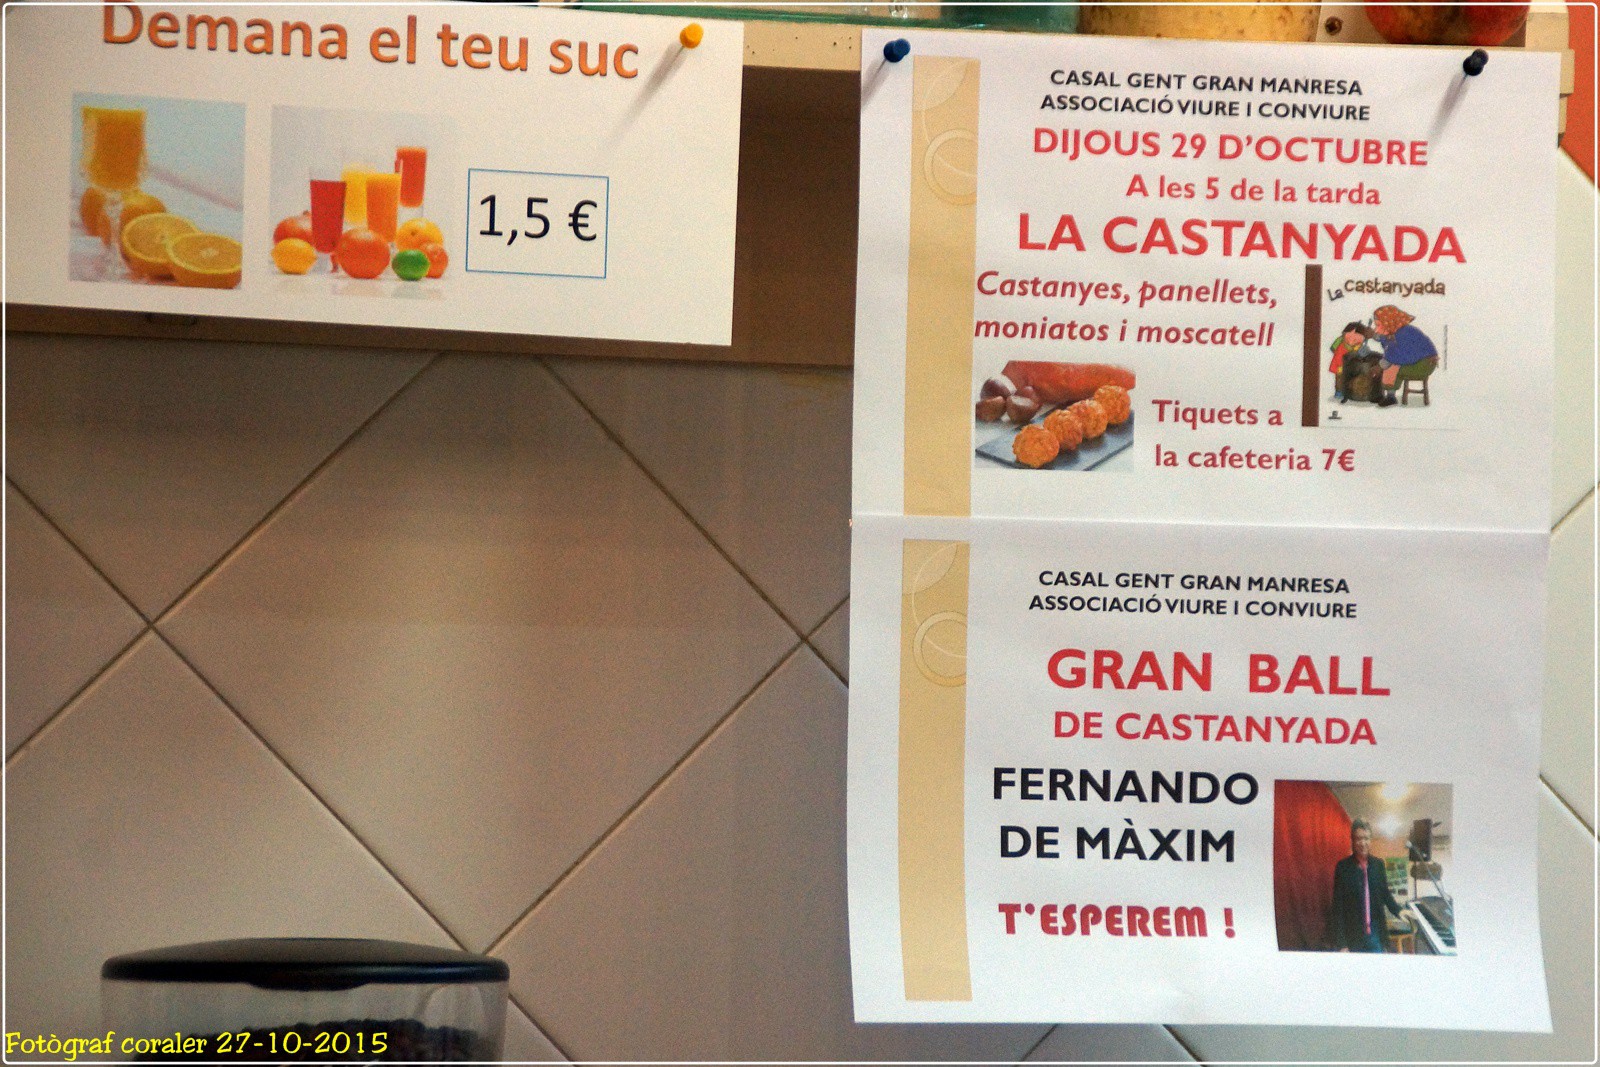 Demana el teu suc
1,5 €
CASAL GENT GRAN MANRESA
ASSOCIACIÓ VIURE I CONVIURE
DIJOUS 29 D'OCTUBRE
A les 5 de la tarda
LA CASTANYADA
Castanyes, panellets,
moniatos i moscatell
La castanyada
Tiquets a
la cafeteria 7€
CASAL GENT GRAN MANRESA
ASSOCIACIÓ VIURE I CONVIURE
GRAN BALL
DE CASTANYADA
FERNANDO
DE MÀXIM
T'ESPEREM !
Fotògraf coraler 27-10-2015